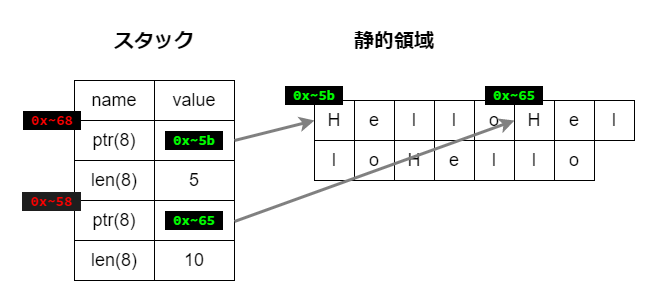 スタック
静的領域
name value
0x~68
ptr(8) 0x~5b
len(8) 5
0x~58
ptr(8) 0x~65
len(8) 10
0x~5b 0x~65
H e l l o H e l
l o H e l l o